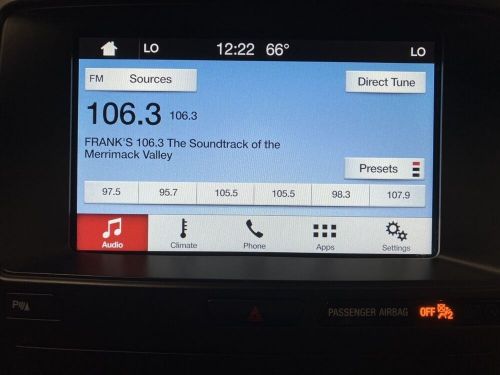 LO 12:22 66° LO
FM Sources Direct Tune
106.3 106.3
FRANK'S 106.3 The Soundtrack of the
Merrimack Valley
Presets
97.5 95.7 105.5 105.5 98.3 107.9
Audio Climate Phone Apps Settings
P PASSENGER AIRBAG OFF 2